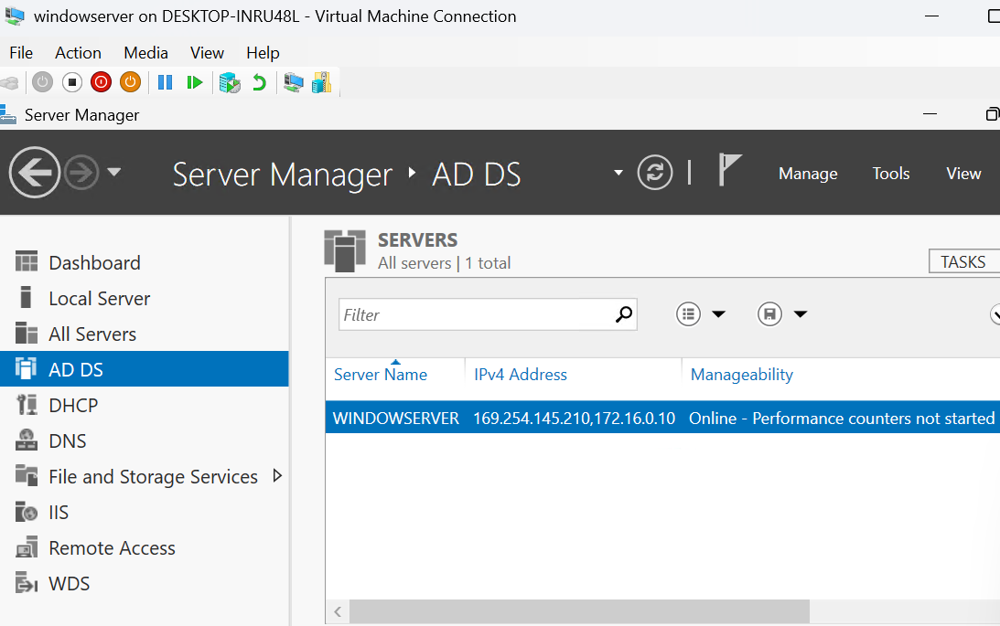 windowserver on DESKTOP-INRU48L - Virtual Machine Connection
File Action Media View Help
Server Manager
Server Manager AD DS
Manage Tools View
Dashboard
Local Server
All Servers
AD DS
DHCP
DNS
File and Storage Services
IIS
Remote Access
WDS
SERVERS
All servers | 1 total
TASKS
Filter
Server Name IPv4 Address Manageability
WINDOWSERVER 169.254.145.210,172.16.0.10 Online - Performance counters not started